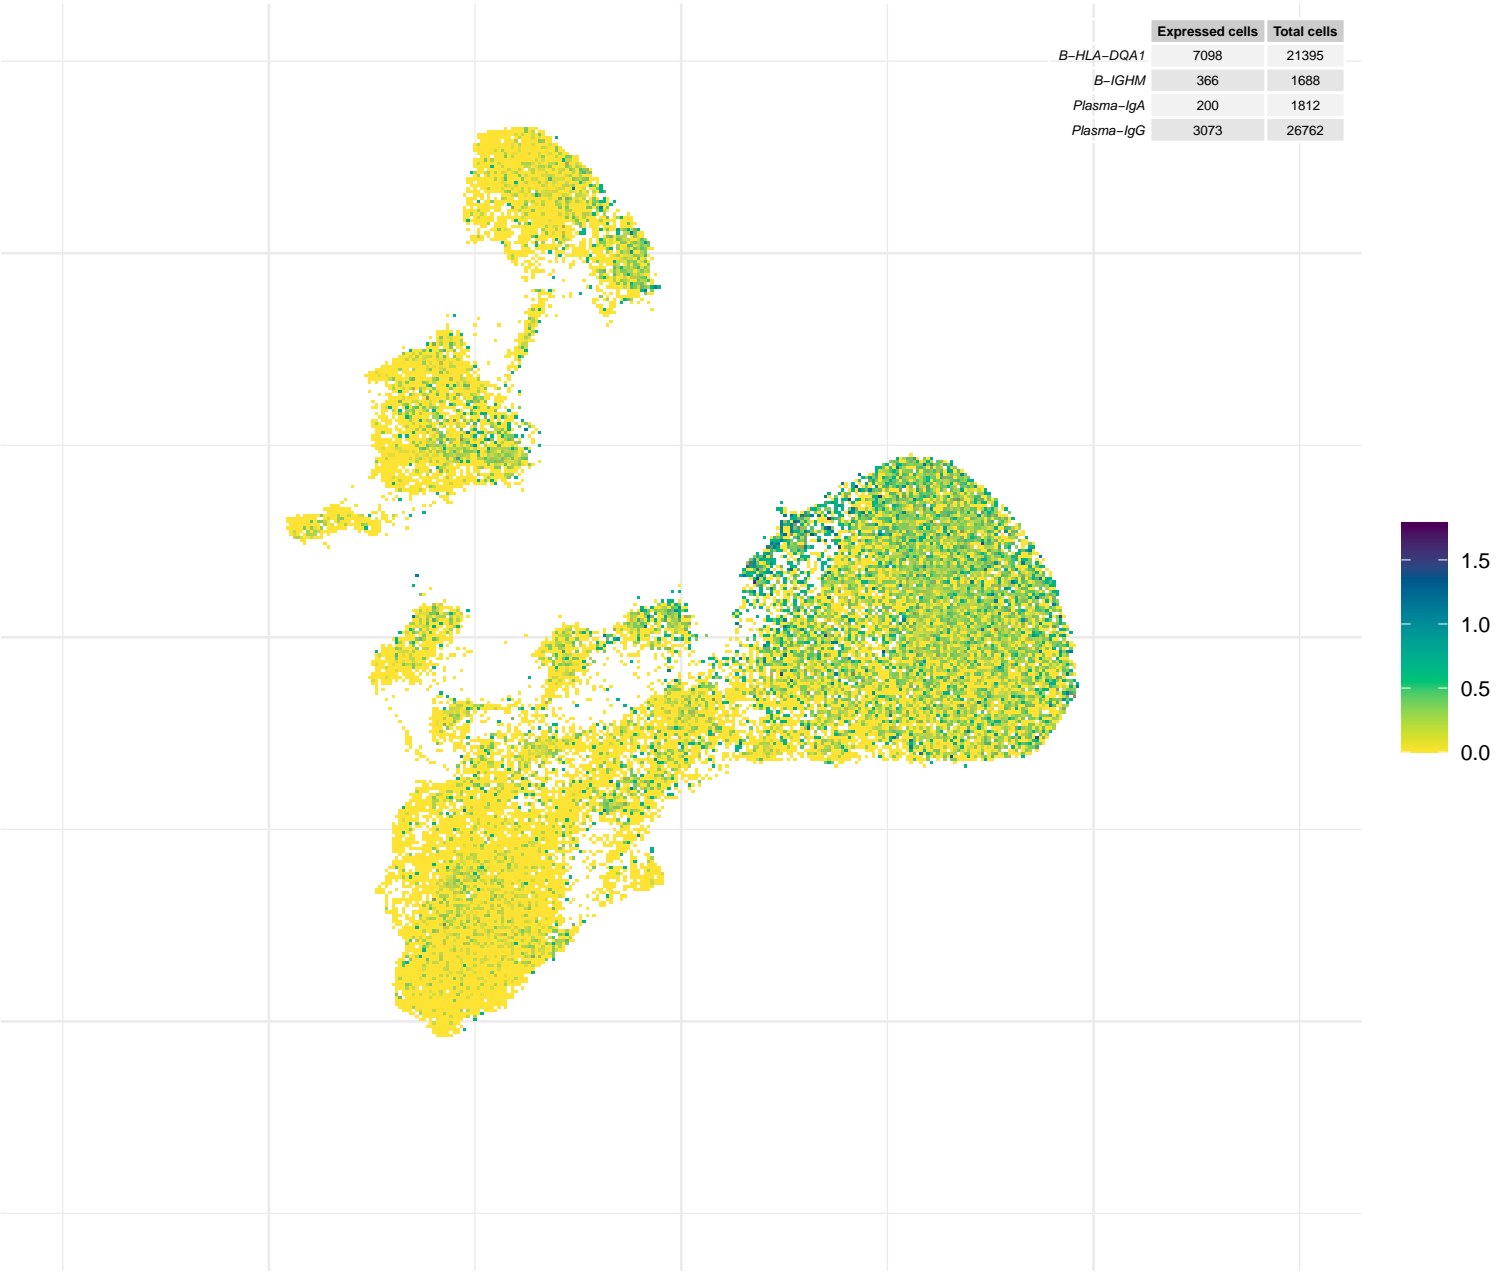 Expressed cells Total cells
B–HLA–DQA1 7098 21395
B–IGHM 366 1688
Plasma–IgA 200 1812
Plasma–IgG 3073 26762
1.5
1.0
0.5
0.0